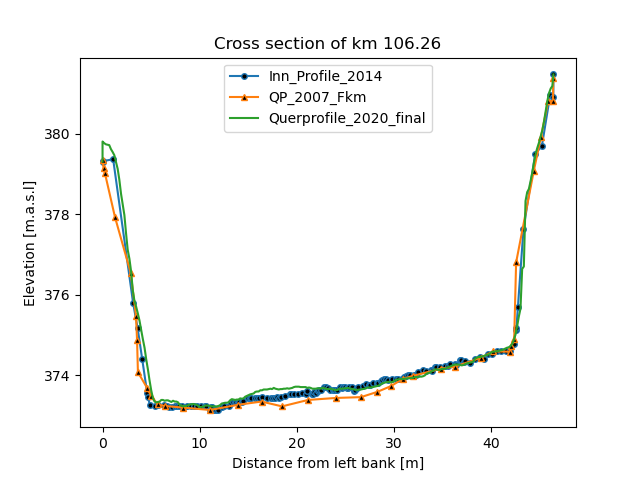 Cross section of km 106.26
Inn_Profile_2014
QP_2007_Fkm
Querprofile_2020_final
Elevation [m.a.s.l]
380
378
376
374
0 10 20 30 40
Distance from left bank [m]